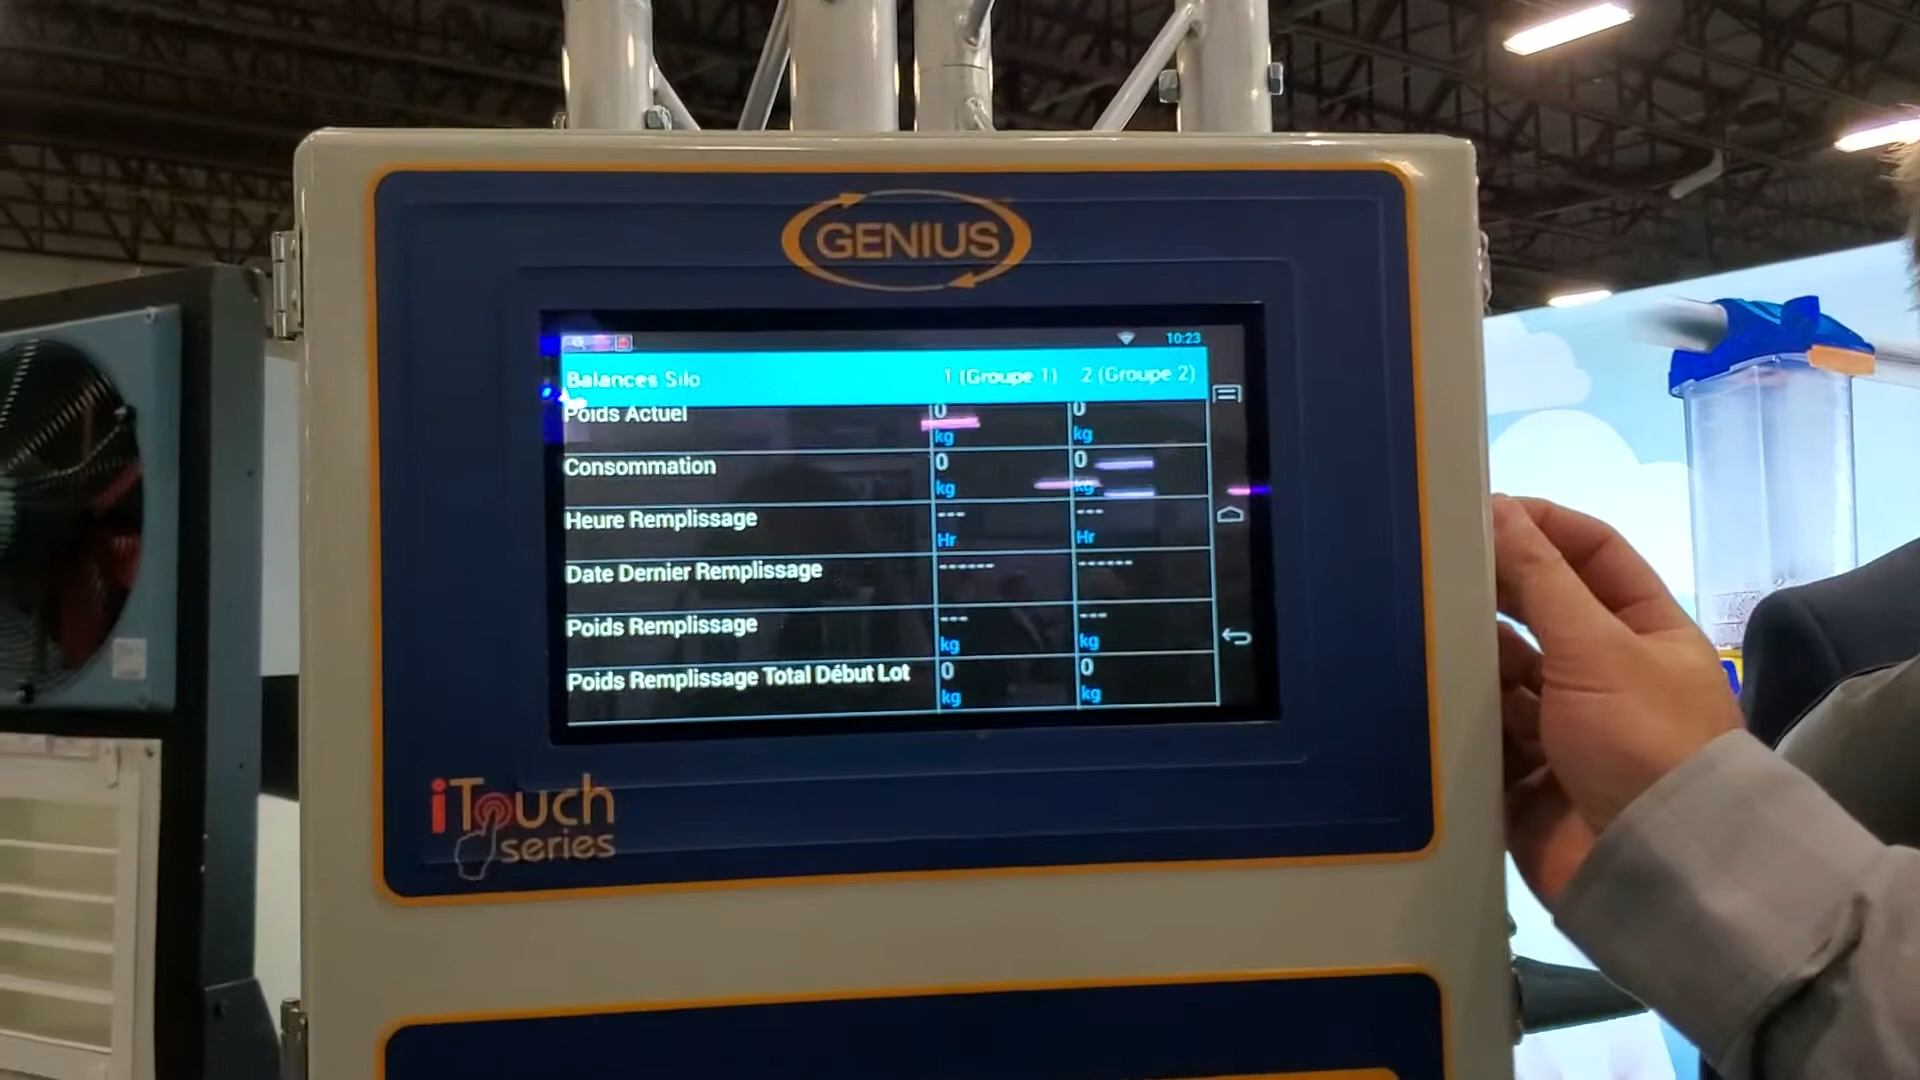 GENIUS
10:23
Balances Silo 1 (Groupe 1) 2 (Groupe 2)
Poids Actuel 0 kg 0 kg
Consommation 0 kg 0 kg
Heure Remplissage --- Hr --- Hr
Date Dernier Remplissage ------ ------
Poids Remplissage --- kg --- kg
Poids Remplissage Total Début Lot 0 kg 0 kg
iTouch
series